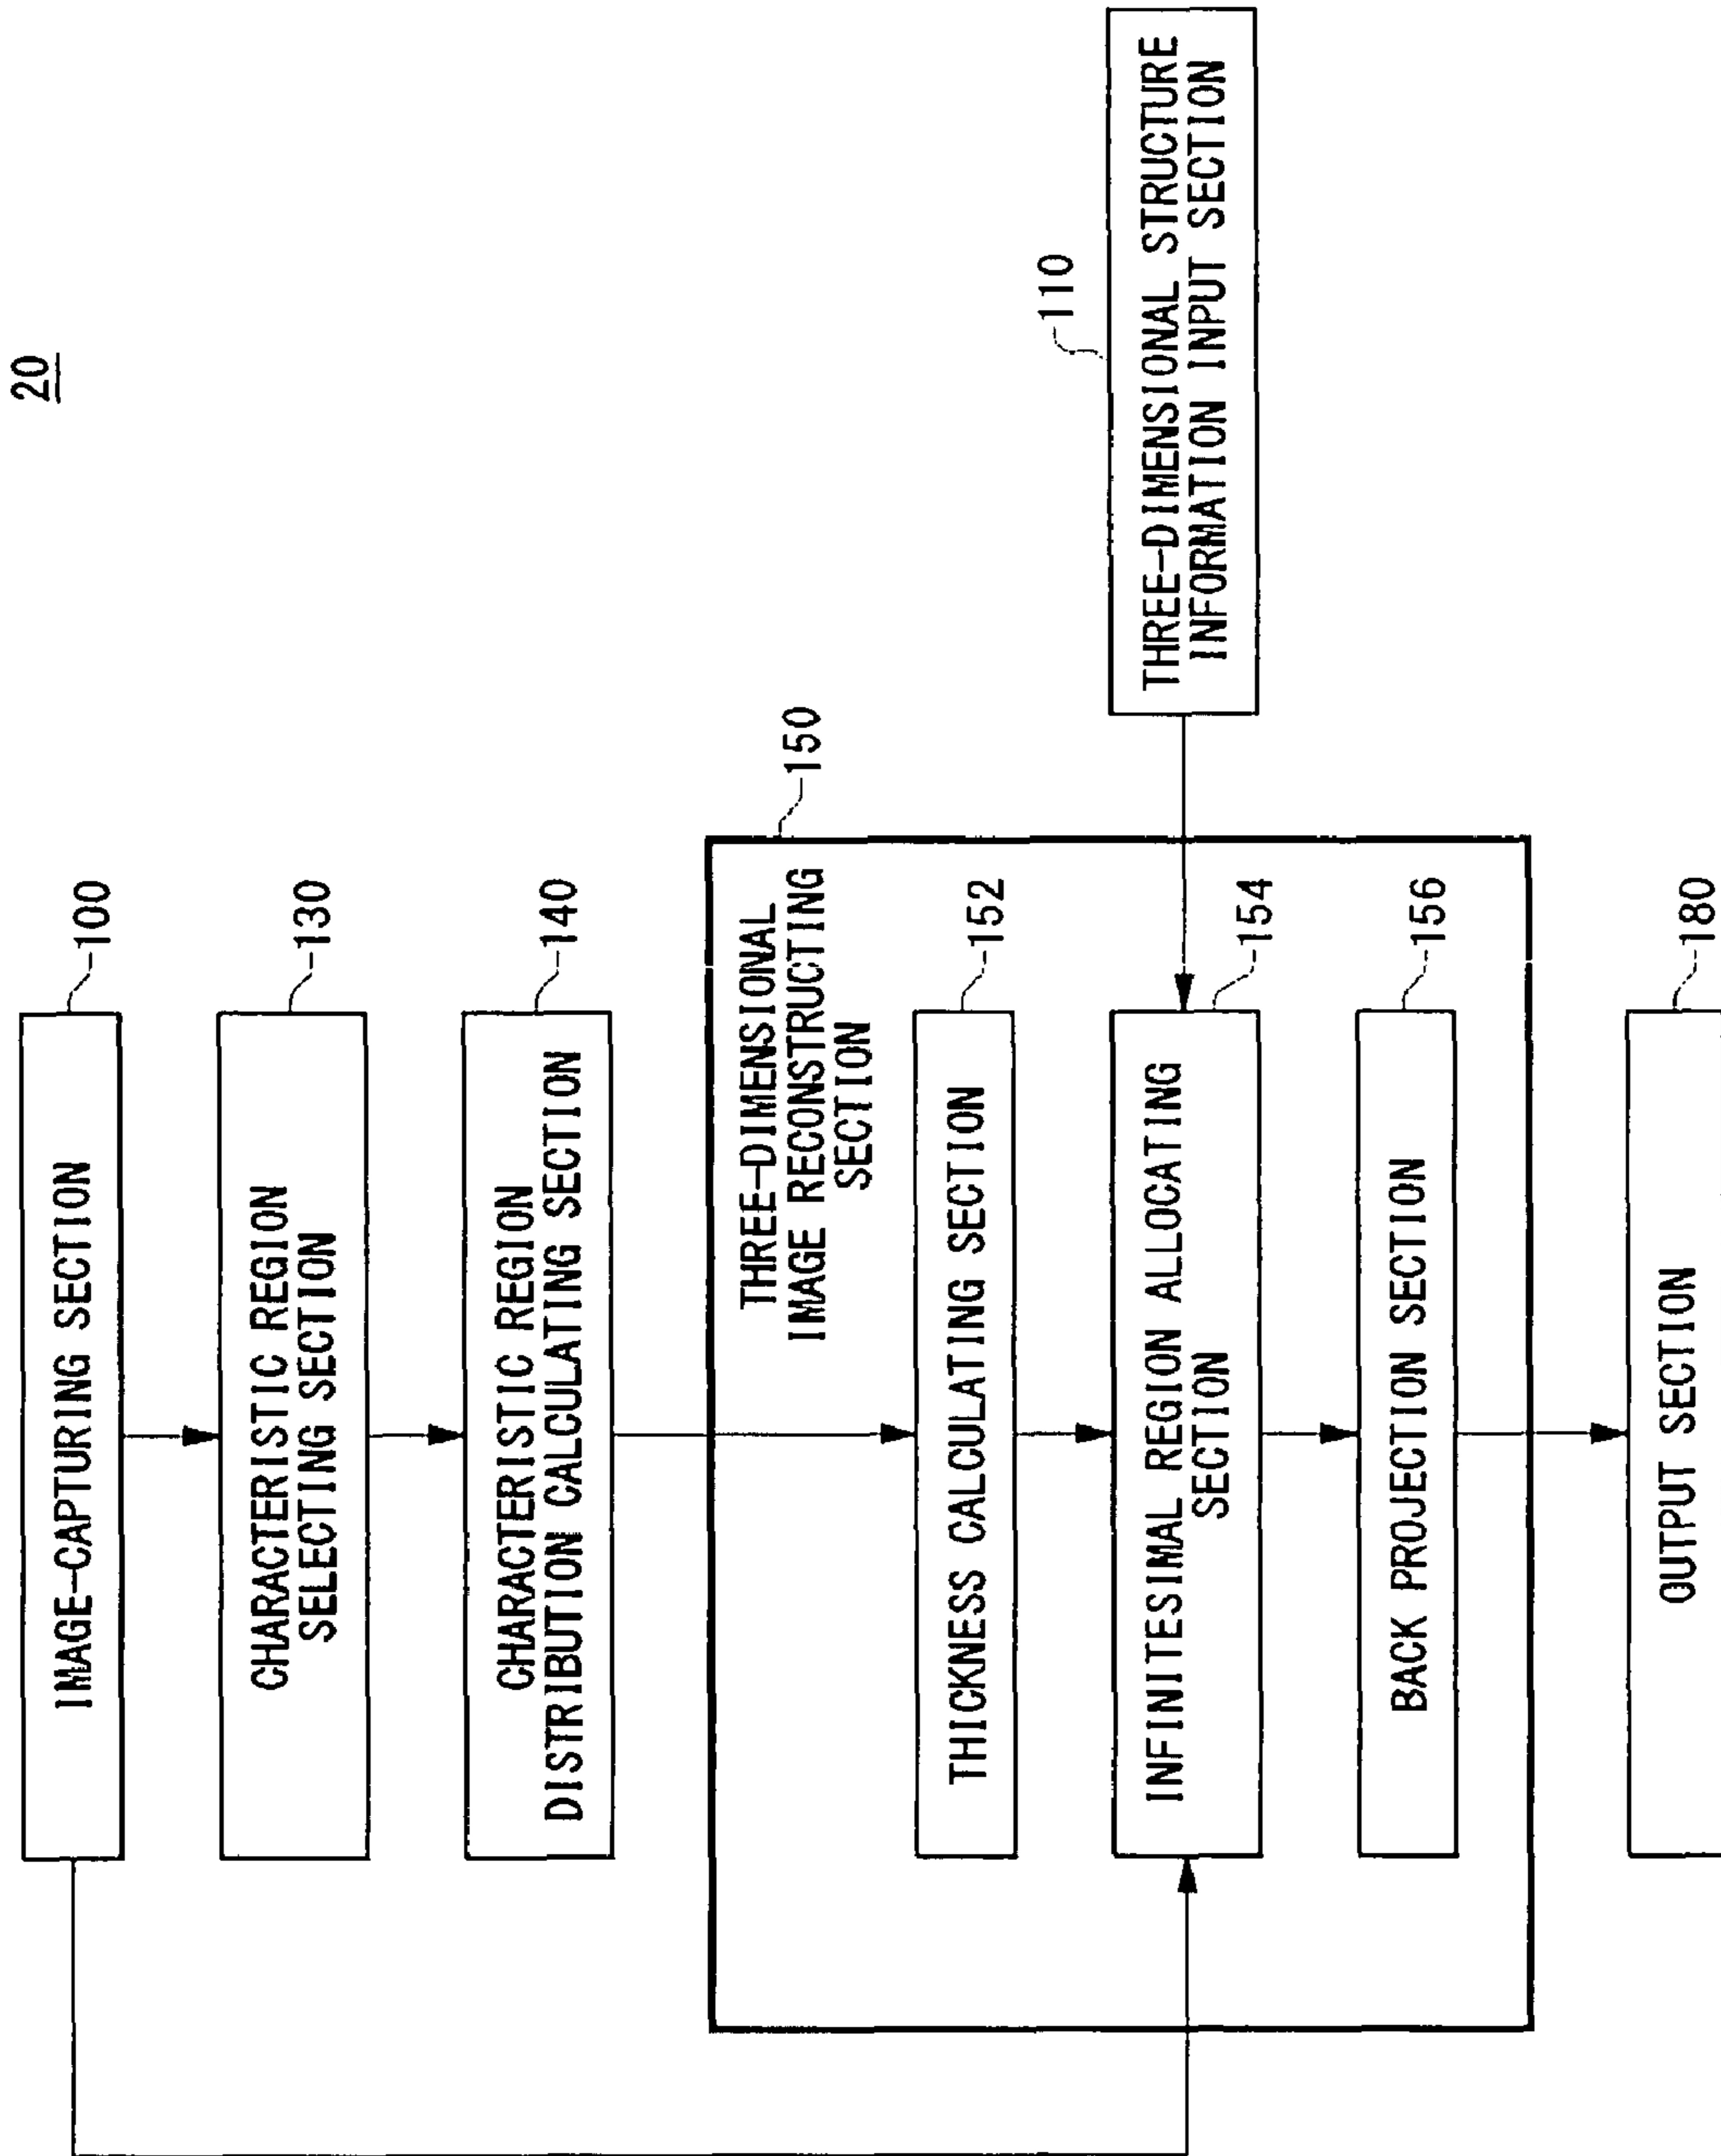 20
IMAGE-CAPTURING SECTION
100
CHARACTERISTIC REGION
SELECTING SECTION
130
CHARACTERISTIC REGION
DISTRIBUTION CALCULATING SECTION
140
THREE-DIMENSIONAL
IMAGE RECONSTRUCTING
SECTION
150
THICKNESS CALCULATING SECTION
152
INFINITESIMAL REGION ALLOCATING
SECTION
154
THREE-DIMENSIONAL STRUCTURE
INFORMATION INPUT SECTION
110
BACK PROJECTION SECTION
156
OUTPUT SECTION
180